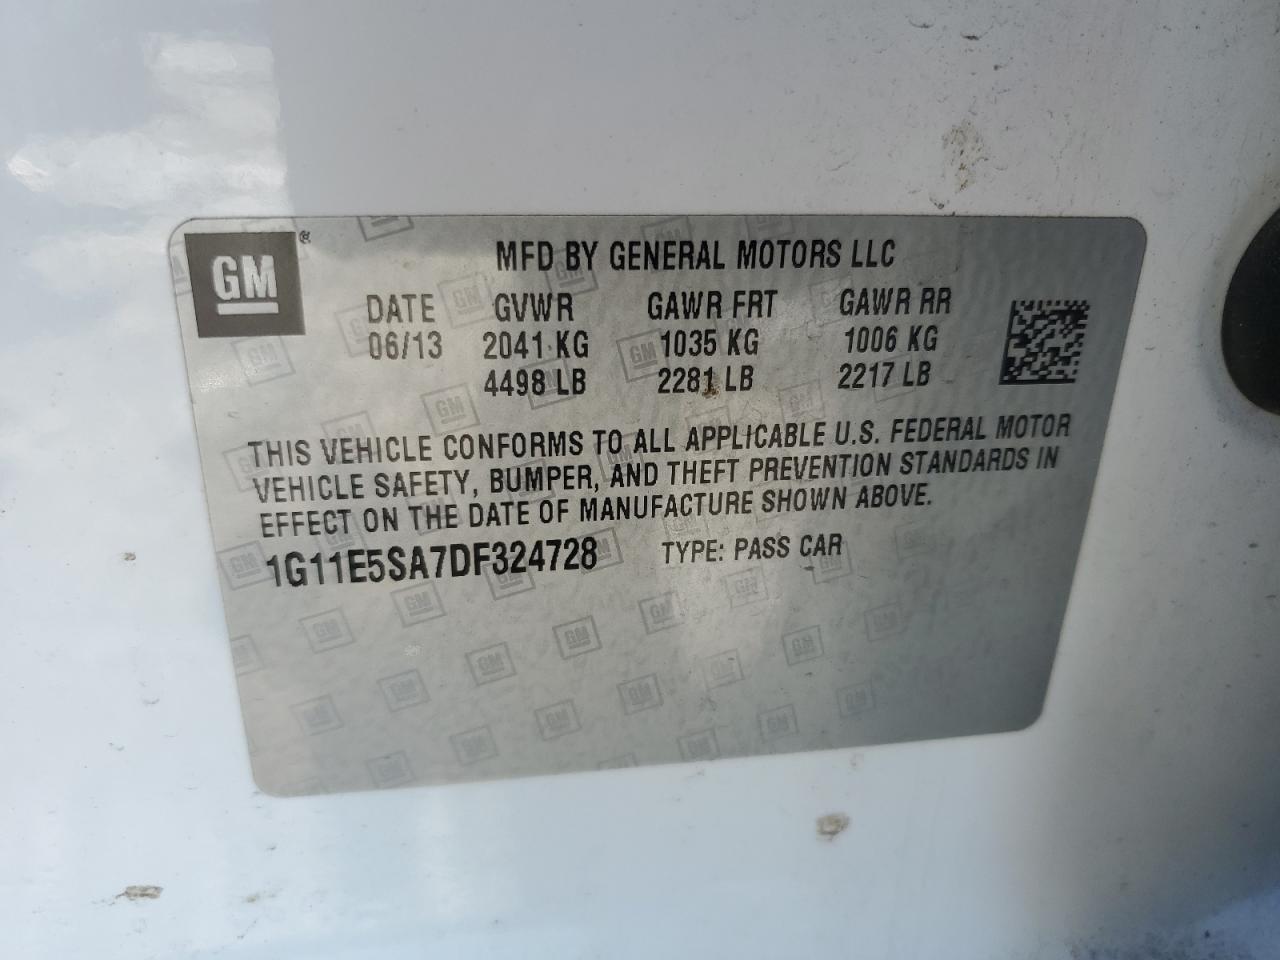 GM
MFD BY GENERAL MOTORS LLC
DATE GVWR GAWR FRT GAWR RR
06/13 2041 KG 1035 KG 1006 KG
4498 LB 2281 LB 2217 LB
THIS VEHICLE CONFORMS TO ALL APPLICABLE U.S. FEDERAL MOTOR
VEHICLE SAFETY, BUMPER, AND THEFT PREVENTION STANDARDS IN
EFFECT ON THE DATE OF MANUFACTURE SHOWN ABOVE.
1G11E5SA7DF324728 TYPE: PASS CAR